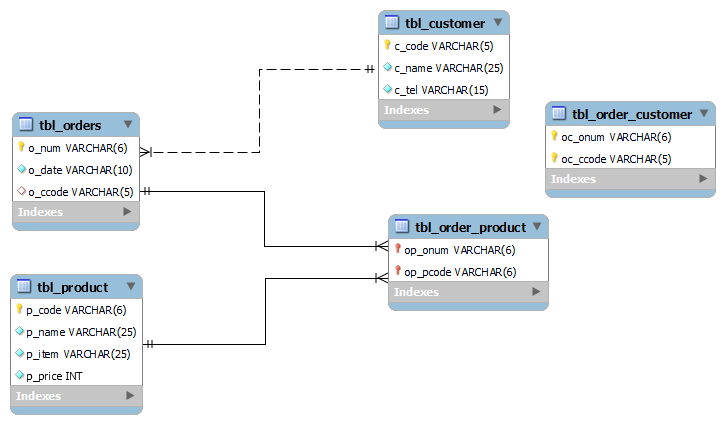 tbl_customer
c_code VARCHAR(5)
c_name VARCHAR(25)
c_tel VARCHAR(15)
Indexes
tbl_order_customer
oc_onum VARCHAR(6)
oc_ccode VARCHAR(5)
Indexes
tbl_orders
o_num VARCHAR(6)
o_date VARCHAR(10)
o_ccode VARCHAR(5)
Indexes
tbl_order_product
op_onum VARCHAR(6)
op_pcode VARCHAR(6)
Indexes
tbl_product
p_code VARCHAR(6)
p_name VARCHAR(25)
p_item VARCHAR(25)
p_price INT
Indexes